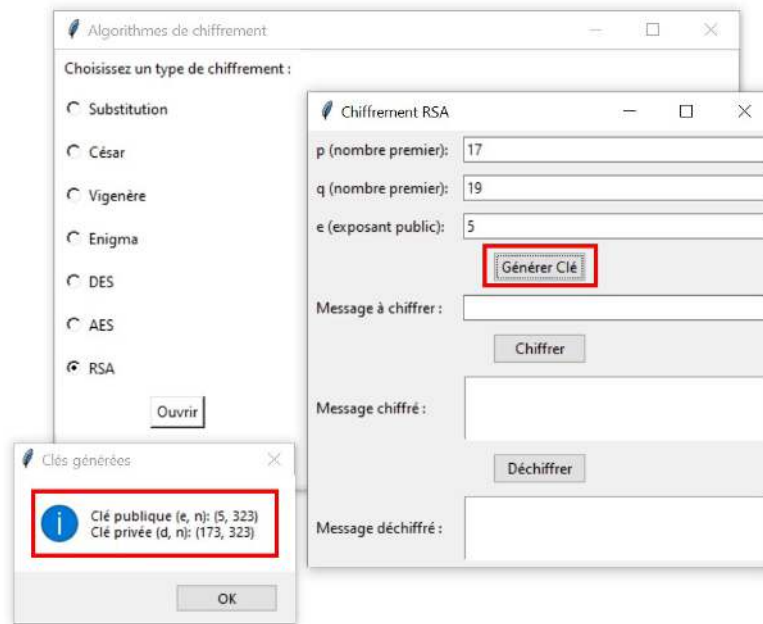 Algorithmes de chiffrement
Choisissez un type de chiffrement :
Substitution
César
Vigenère
Enigma
DES
AES
RSA
Ouvrir
Chiffrement RSA
p (nombre premier): 17
q (nombre premier): 19
e (exposant public): 5
Générer Clé
Message à chiffrer :
Chiffrer
Message chiffré :
Déchiffrer
Message déchiffré :
Clés générées
Clé publique (e, n): (5, 323)
Clé privée (d, n): (173, 323)
OK